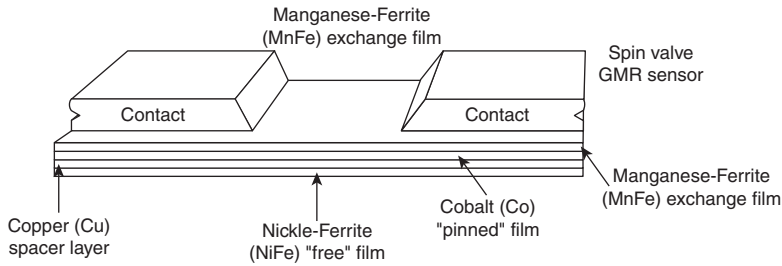 Manganese-Ferrite
(MnFe) exchange film
Spin valve
GMR sensor
Contact
Contact
Manganese-Ferrite
(MnFe) exchange film
Copper (Cu)
spacer layer
Nickle-Ferrite
(NiFe) "free" film
Cobalt (Co)
"pinned" film